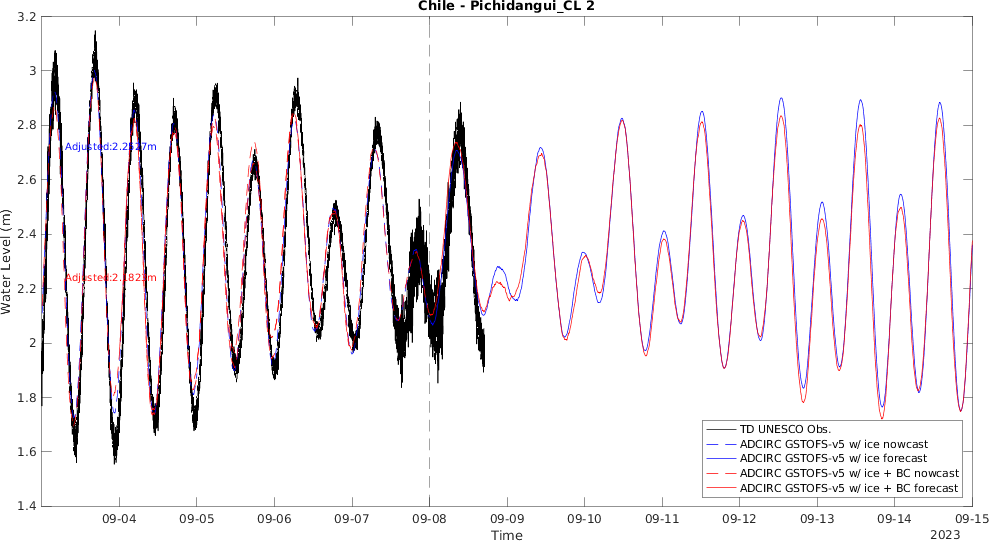 Chile - Pichidangui_CL 2
3.2
3
2.8
2.6
2.4
2.2
2
1.8
1.6
1.4
Water Level (m)
Adjusted:2.2527m
Adjusted:2.1821m
TD UNESCO Obs.
ADCIRC GSTOFS-v5 w/ ice nowcast
ADCIRC GSTOFS-v5 w/ ice forecast
ADCIRC GSTOFS-v5 w/ ice + BC nowcast
ADCIRC GSTOFS-v5 w/ ice + BC forecast
09-04 09-05 09-06 09-07 09-08 09-09 09-10 09-11 09-12 09-13 09-14 09-15
Time
2023